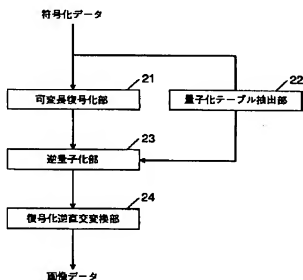 符号化データ
21
可変長復号化部
22
量子化テーブル抽出部
23
逆量子化部
24
復号化逆直交変換部
画像データ